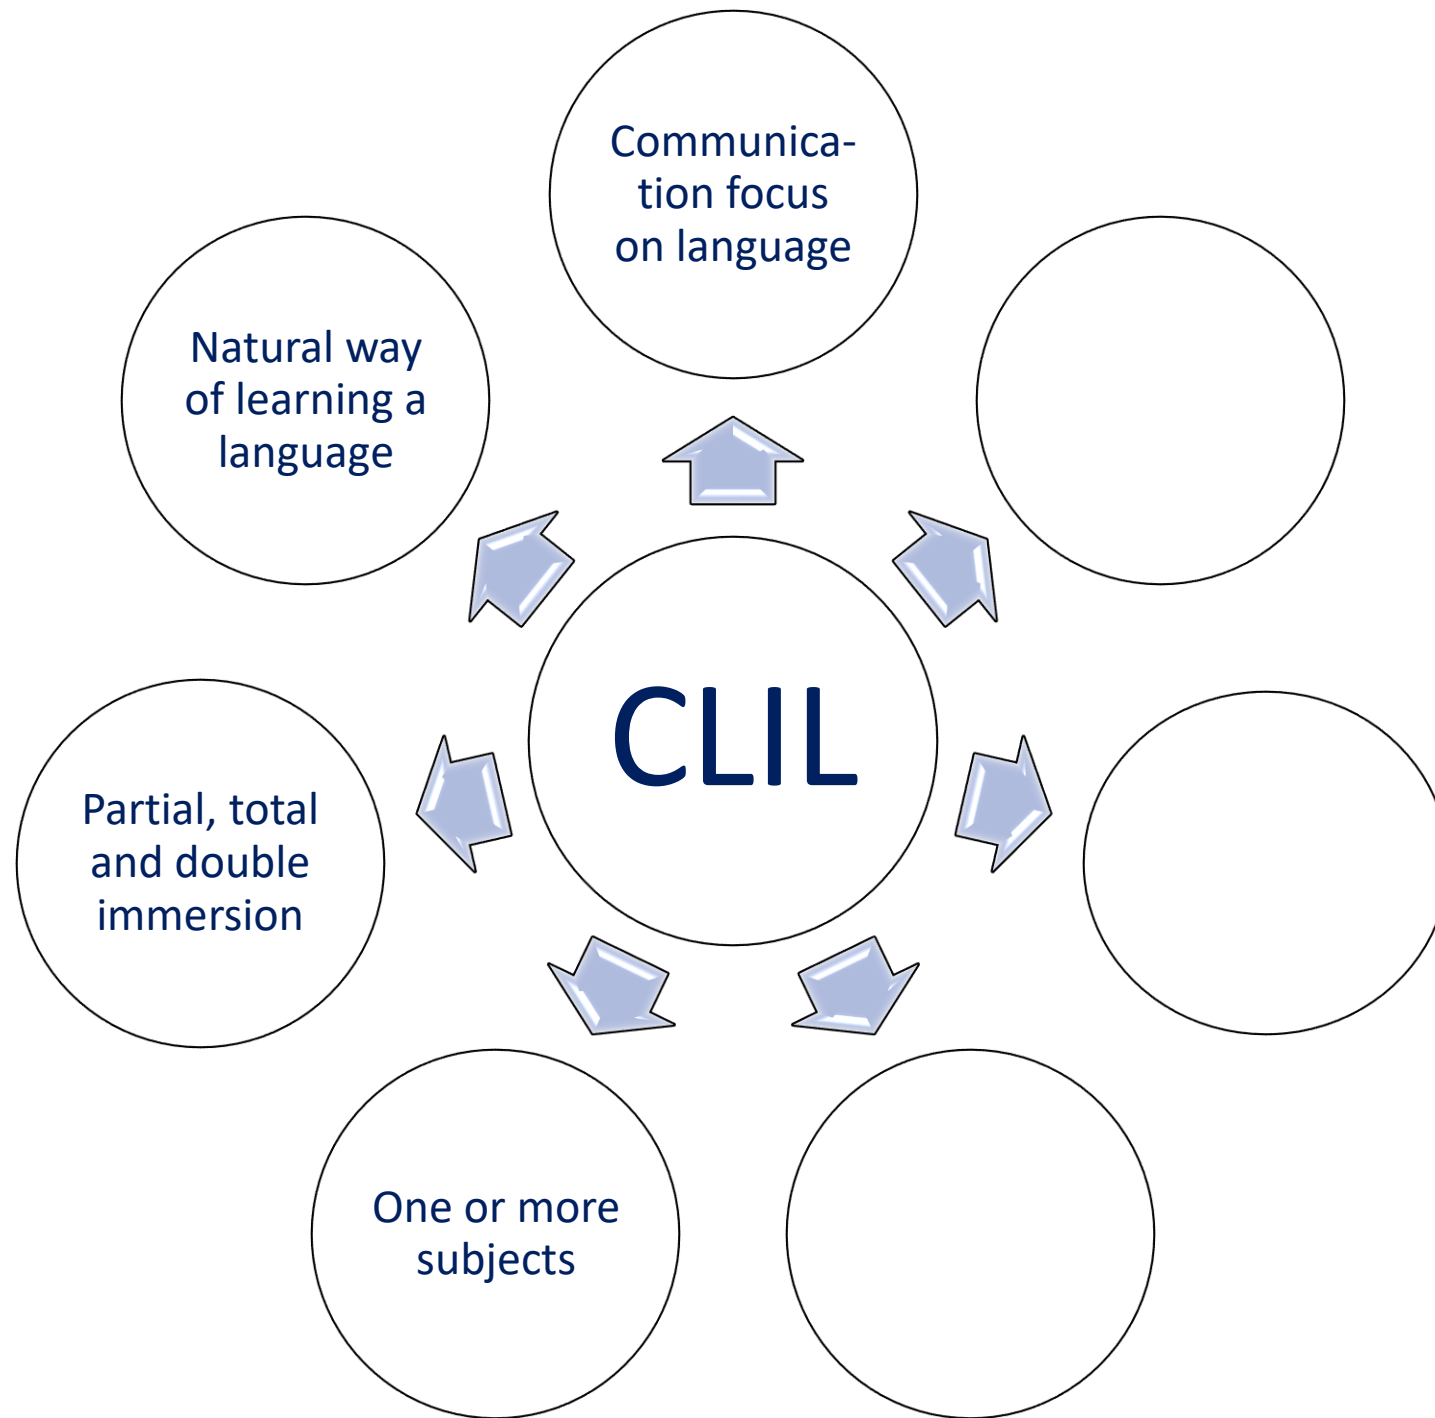 Communica-
tion focus
on language
Natural way
of learning a
language
CLIL
Partial, total
and double
immersion
One or more
subjects